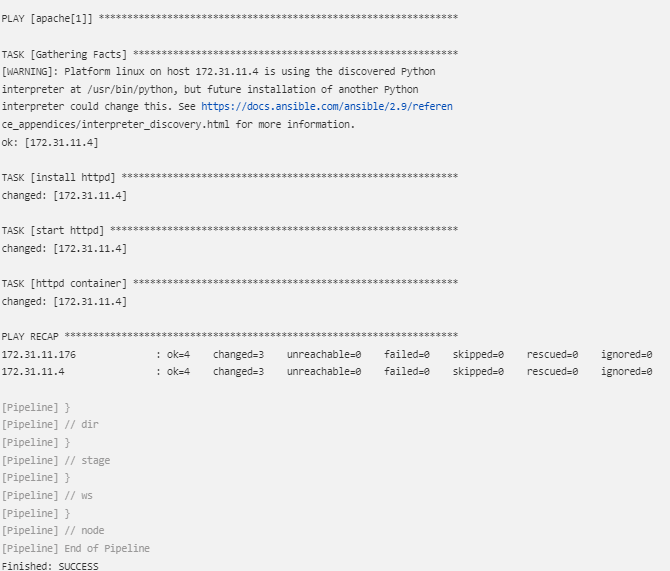 PLAY [apache[1]] ***************************************************************
TASK [Gathering Facts] *********************************************************
[WARNING]: Platform linux on host 172.31.11.4 is using the discovered Python
interpreter at /usr/bin/python, but future installation of another Python
interpreter could change this. See https://docs.ansible.com/ansible/2.9/referen
ce_appendices/interpreter_discovery.html for more information.
ok: [172.31.11.4]
TASK [install httpd] ***********************************************************
changed: [172.31.11.4]
TASK [start httpd] *************************************************************
changed: [172.31.11.4]
TASK [httpd container] *********************************************************
changed: [172.31.11.4]
PLAY RECAP *********************************************************************
172.31.11.176              : ok=4    changed=3    unreachable=0    failed=0    skipped=0    rescued=0    ignored=0
172.31.11.4                : ok=4    changed=3    unreachable=0    failed=0    skipped=0    rescued=0    ignored=0
[Pipeline] }
[Pipeline] // dir
[Pipeline] }
[Pipeline] // stage
[Pipeline] }
[Pipeline] // ws
[Pipeline] }
[Pipeline] // node
[Pipeline] End of Pipeline
Finished: SUCCESS